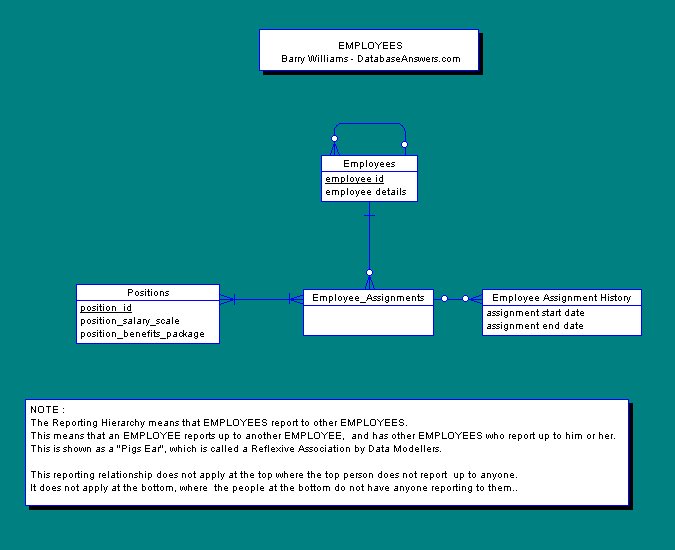 EMPLOYEES
Barry Williams - DatabaseAnswers.com
Employees
employee id
employee details
Positions
position_id
position_salary_scale
position_benefits_package
Employee_Assignments
Employee Assignment History
assignment start date
assignment end date
NOTE :
The Reporting Hierarchy means that EMPLOYEES report to other EMPLOYEES.
This means that an EMPLOYEE reports up to another EMPLOYEE, and has other EMPLOYEES who report up to him or her.
This is shown as a "Pigs Ear", which is called a Reflexive Association by Data Modellers.
This reporting relationship does not apply at the top where the top person does not report up to anyone.
It does not apply at the bottom, where the people at the bottom do not have anyone reporting to them..